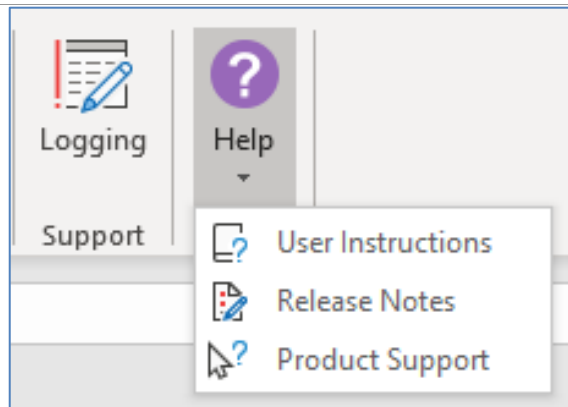 Logging
Help
Support
User Instructions
Release Notes
Product Support